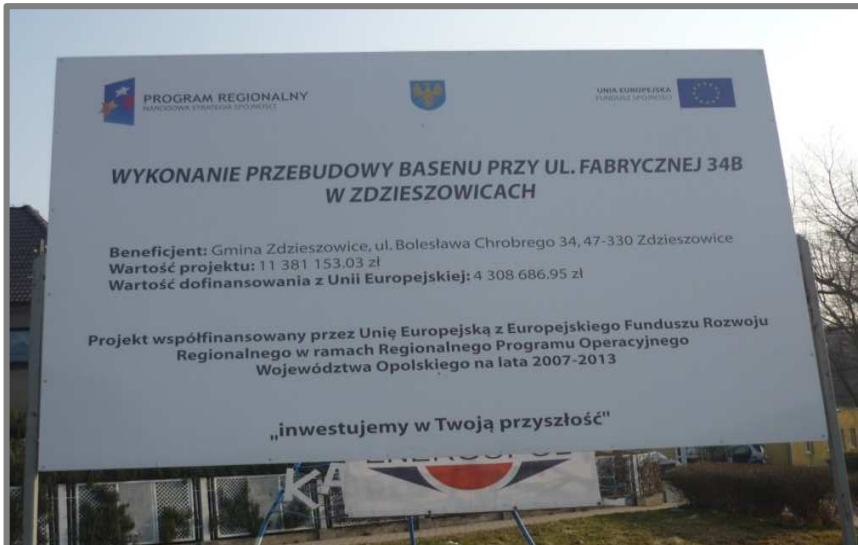 PROGRAM REGIONALNY
NARODOWA STRATEGIA SPÓJNOŚCI
UNIA EUROPEJSKA
FUNDUSZ SPÓJNOŚCI
WYKONANIE PRZEBUDOWY BASENU PRZY UL. FABRYCZNEJ 34B
W ZDZIESZOWICACH
Beneficjent: Gmina Zdzieszowice, ul. Bolesława Chrobrego 34, 47-330 Zdzieszowice
Wartość projektu: 11 381 153.03 zł
Wartość dofinansowania z Unii Europejskiej: 4 308 686.95 zł
Projekt współfinansowany przez Unię Europejską z Europejskiego Funduszu Rozwoju
Regionalnego w ramach Regionalnego Programu Operacyjnego
Województwa Opolskiego na lata 2007-2013
„inwestujemy w Twoją przyszłość"